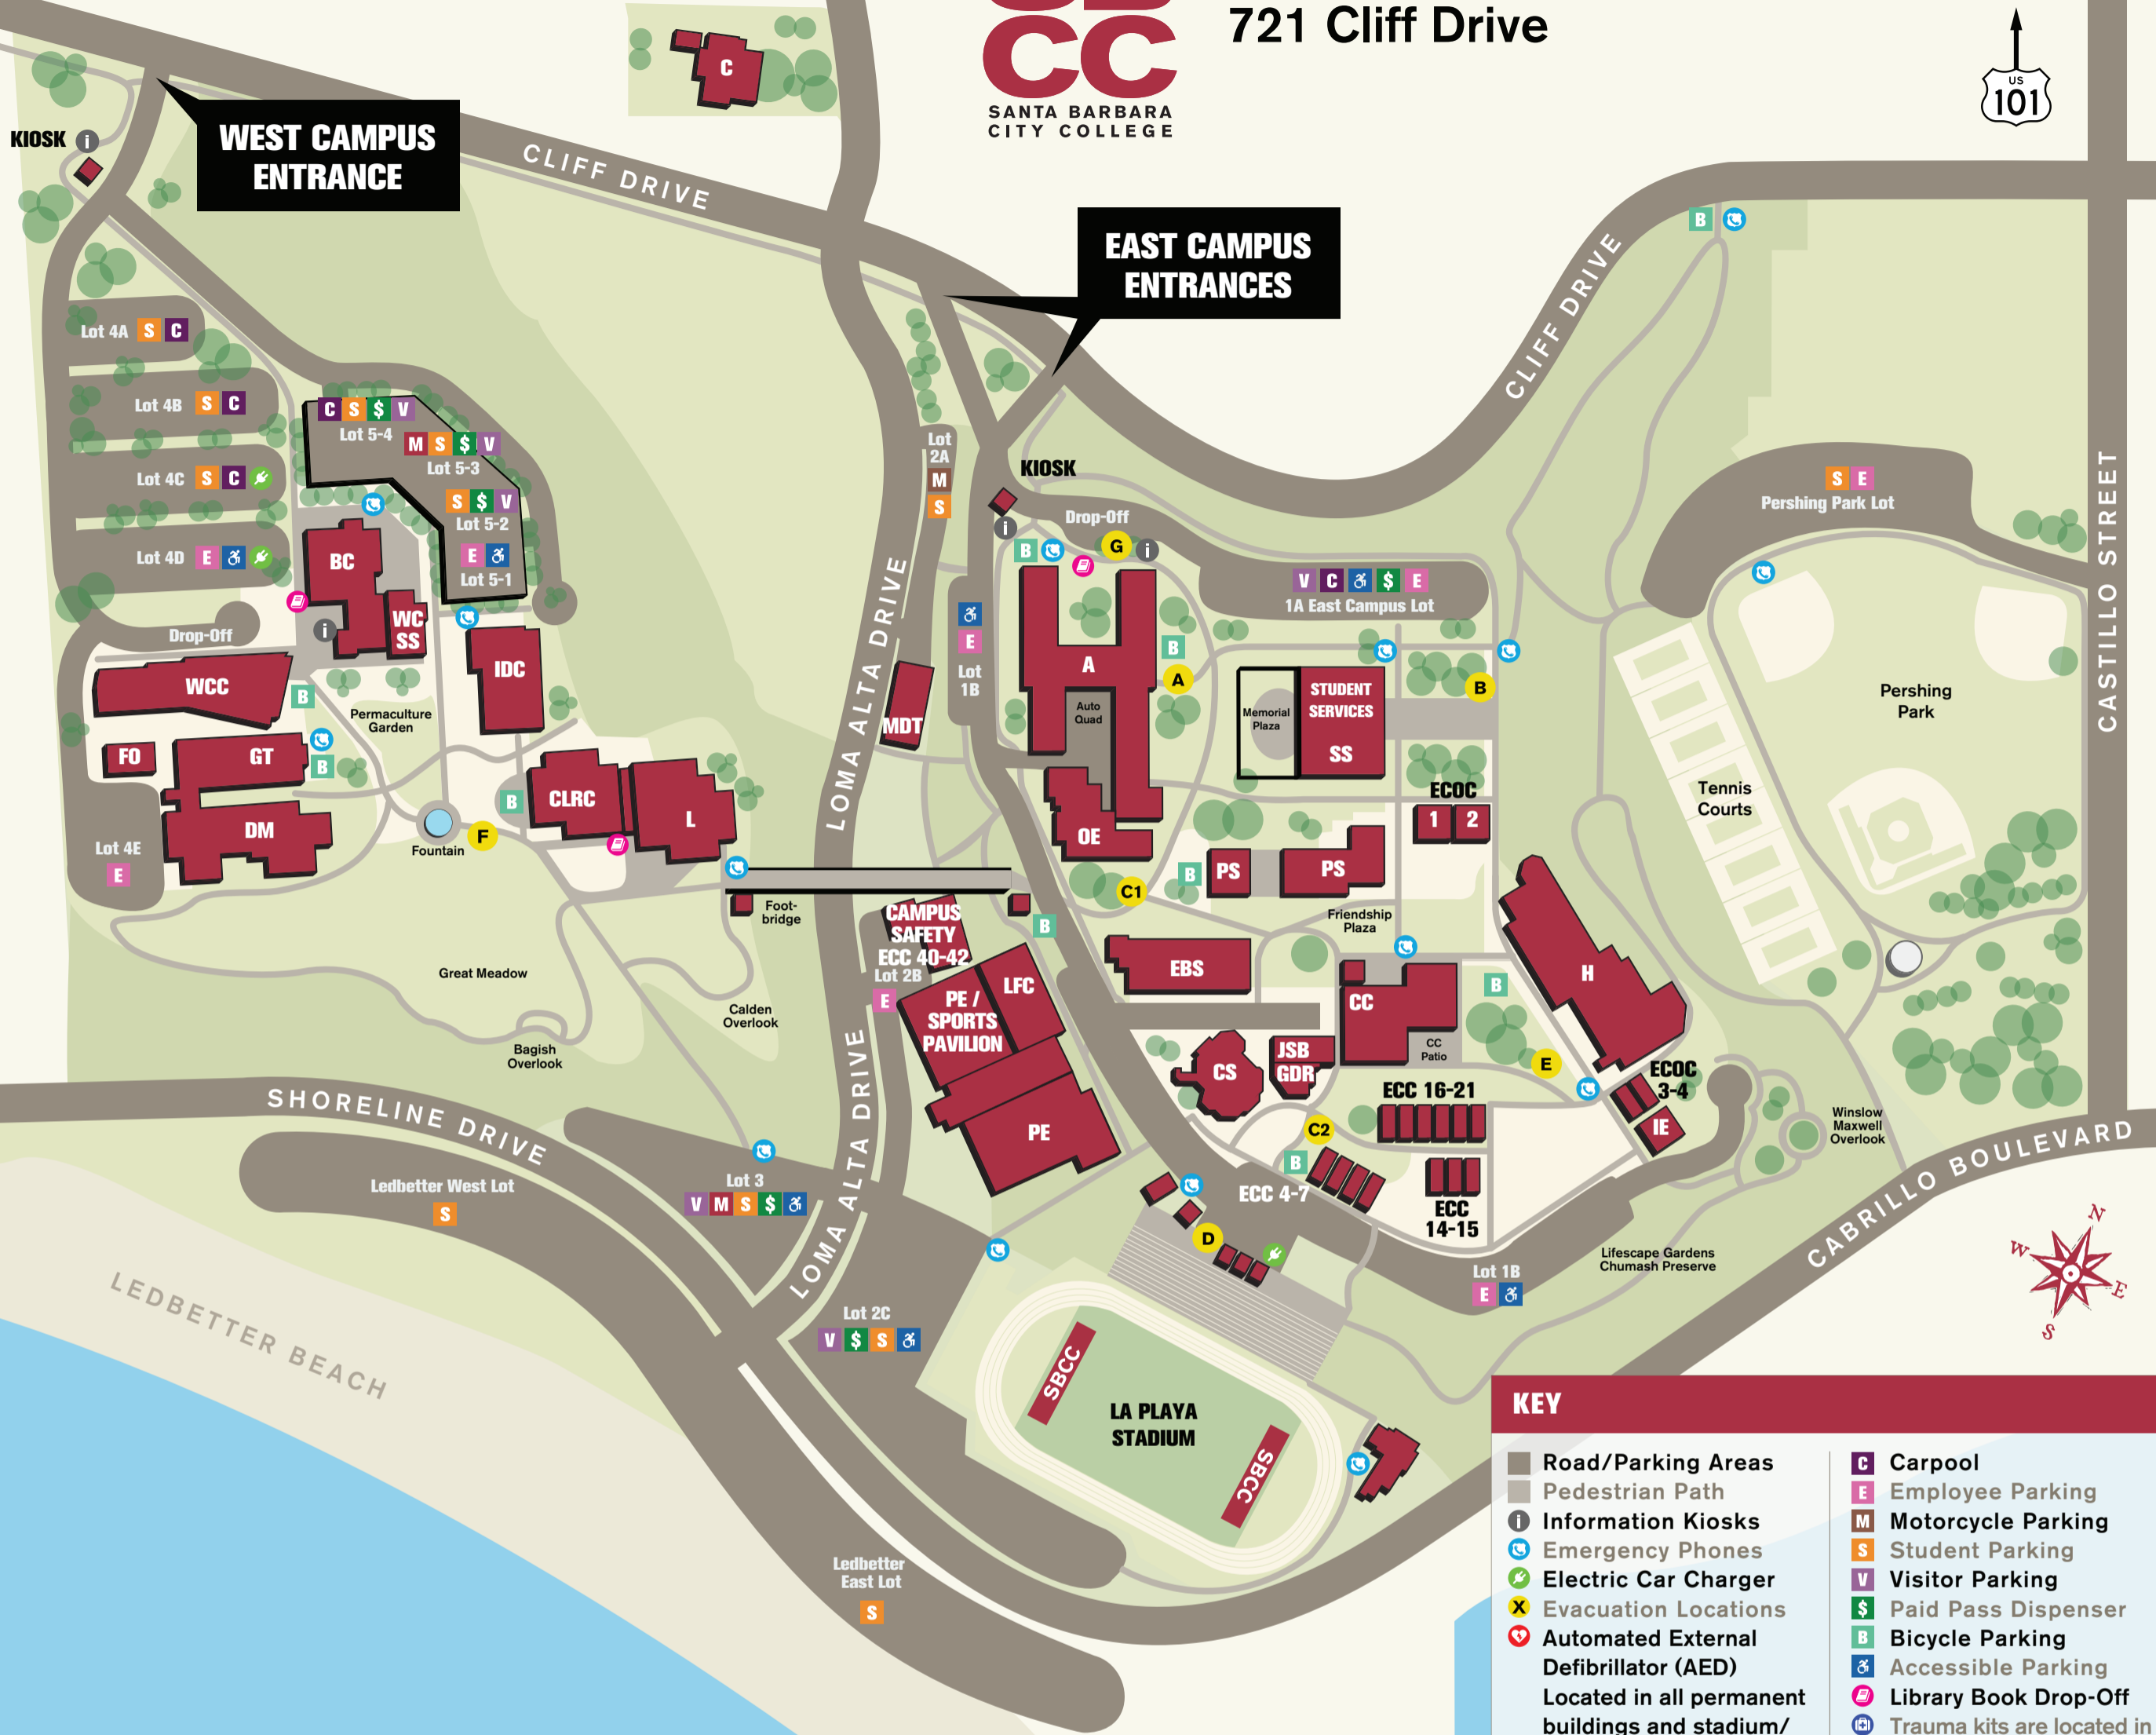 CC
SANTA BARBARA
CITY COLLEGE
721 Cliff Drive
US
101
C
KIOSK i
WEST CAMPUS
ENTRANCE
CLIFF DRIVE
EAST CAMPUS
ENTRANCES
CLIFF DRIVE
B
Lot 4A S C
Lot 4B S C
Lot 4C S C
Lot 4D E
C S $ V
Lot 5-4
M S $ V
Lot 5-3
S $ V
Lot 5-2
E
Lot 5-1
Lot
2A
M
S
KIOSK
i
Drop-Off
B G i
S E
Pershing Park Lot
CASTILLO STREET
BC
WC
SS
i
Drop-Off
IDC
WCC
B
Permaculture
Garden
FO
GT
B
DM
Lot 4E
E
Fountain
F
B
CLRC
L
LOMA ALTA DRIVE
MDT
E
Lot
1B
A
Auto
Quad
B
A
V C $ E
1A East Campus Lot
Memorial
Plaza
STUDENT
SERVICES
SS
B
ECOC
1 2
OE
C1
B
PS
PS
Friendship
Plaza
Tennis
Courts
Pershing
Park
Foot-
bridge
CAMPUS
SAFETY
ECC 40-42
Lot 2B
E
B
LFC
PE /
SPORTS
PAVILION
PE
EBS
CC
CC
Patio
B
H
E
CS
JSB
GDR
ECC 16-21
ECOC
3-4
IE
C2
B
ECC 4-7
ECC
14-15
D
Winslow
Maxwell
Overlook
Great Meadow
Calden
Overlook
Bagish
Overlook
SHORELINE DRIVE
LOMA ALTA DRIVE
Ledbetter West Lot
S
Lot 3
V M S $
Lot 2C
V $ S
Lot 1B
E
Lifescape Gardens
Chumash Preserve
CABRILLO BOULEVARD
N
W
E
S
LEDBETTER BEACH
SBCC
LA PLAYA
STADIUM
SBCC
Ledbetter
East Lot
S
KEY
Road/Parking Areas
Pedestrian Path
i Information Kiosks
Emergency Phones
Electric Car Charger
X Evacuation Locations
Automated External
Defibrillator (AED)
Located in all permanent
buildings and stadium/
C Carpool
E Employee Parking
M Motorcycle Parking
S Student Parking
V Visitor Parking
$ Paid Pass Dispenser
B Bicycle Parking
Accessible Parking
Library Book Drop-Off
Trauma kits are located in